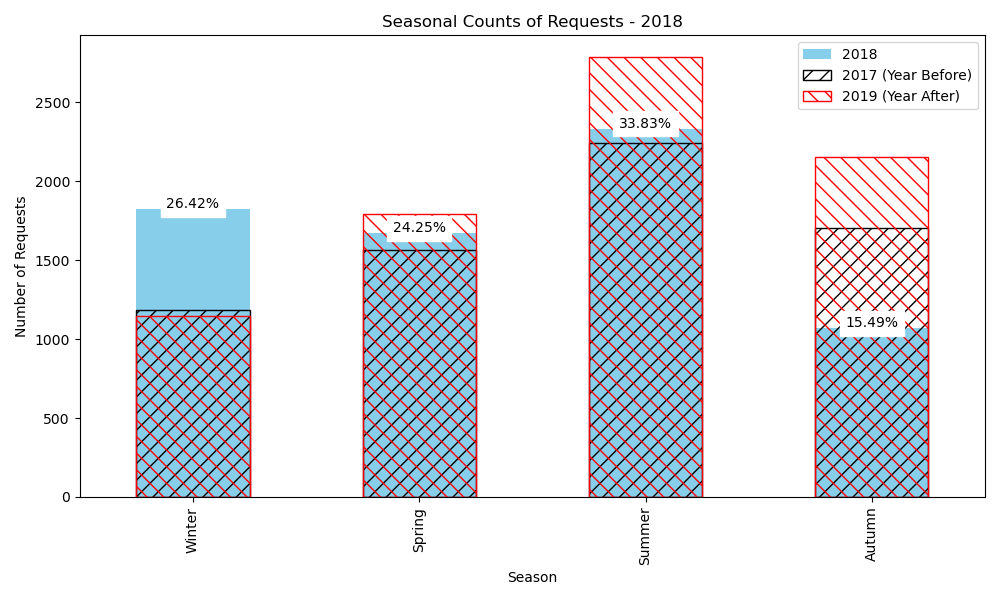 Seasonal Counts of Requests - 2018
2018
2017 (Year Before)
2019 (Year After)
Number of Requests
2500
2000
1500
1000
500
0
26.42%
24.25%
33.83%
15.49%
Winter
Spring
Summer
Autumn
Season